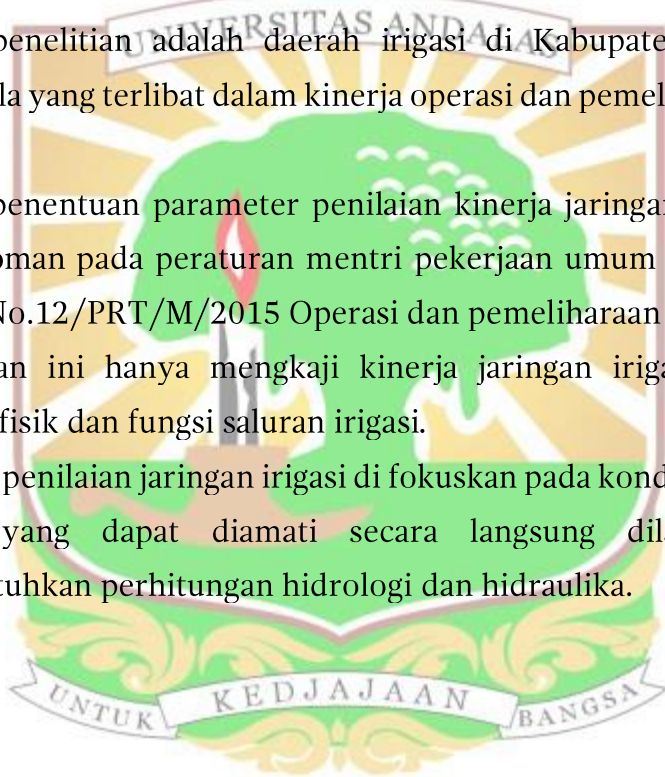 UNIVERSITAS ANDALAS
penelitian adalah daerah irigasi di Kabupate
la yang terlibat dalam kinerja operasi dan pemel
penentuan parameter penilaian kinerja jaringan
oman pada peraturan mentri pekerjaan umum
No.12/PRT/M/2015 Operasi dan pemeliharaan
an ini hanya mengkaji kinerja jaringan iriga
fisik dan fungsi saluran irigasi.
penilaian jaringan irigasi di fokuskan pada kond
yang dapat diamati secara langsung dila
tuhkan perhitungan hidrologi dan hidraulika.
UNTUK KEDJAJAAN BANGSA